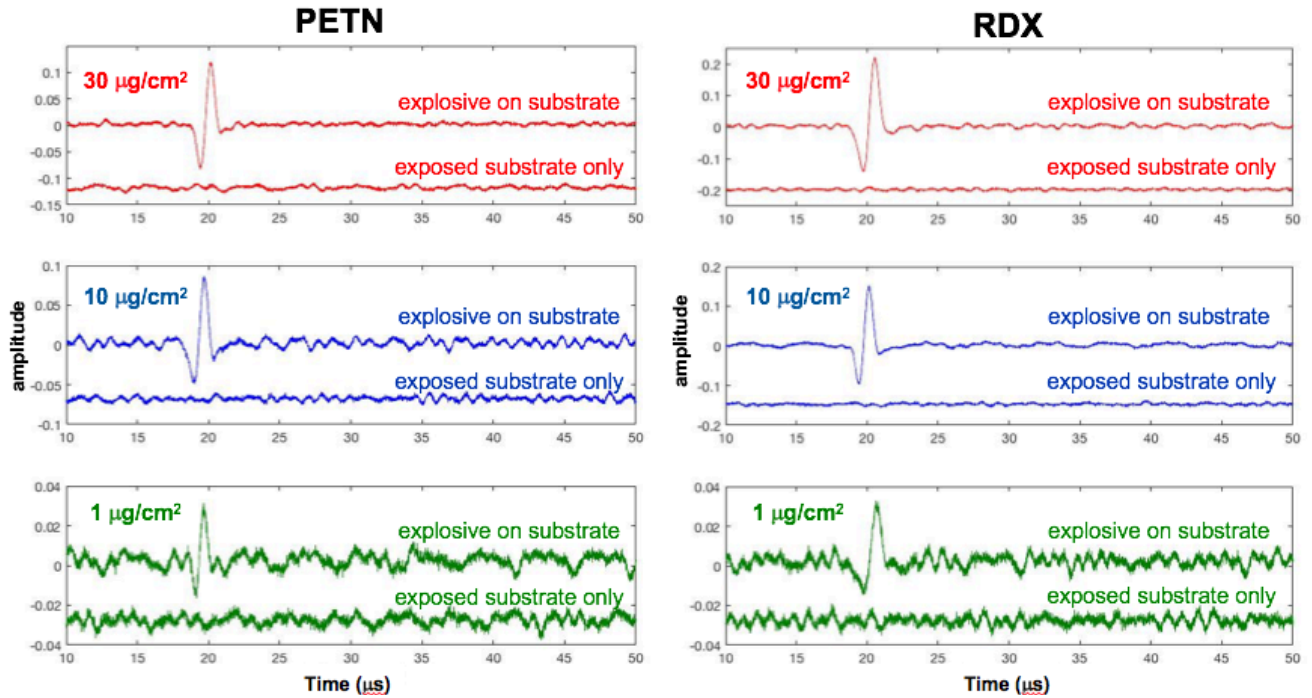 PETN
30 μg/cm²
explosive on substrate
exposed substrate only
0.1
0.05
0
-0.05
-0.1
-0.15
10 15 20 25 30 35 40 45 50
10 μg/cm²
explosive on substrate
exposed substrate only
amplitude
0.1
0.05
0
-0.05
-0.1
10 15 20 25 30 35 40 45 50
1 μg/cm²
explosive on substrate
exposed substrate only
0.04
0.02
0
-0.02
-0.04
10 15 20 25 30 35 40 45 50
Time (μs)
RDX
30 μg/cm²
explosive on substrate
exposed substrate only
0.2
0.1
0
-0.1
-0.2
10 15 20 25 30 35 40 45 50
10 μg/cm²
explosive on substrate
exposed substrate only
amplitude
0.2
0.1
0
-0.1
-0.2
10 15 20 25 30 35 40 45 50
1 μg/cm²
explosive on substrate
exposed substrate only
0.04
0.02
0
-0.02
-0.04
10 15 20 25 30 35 40 45 50
Time (μs)